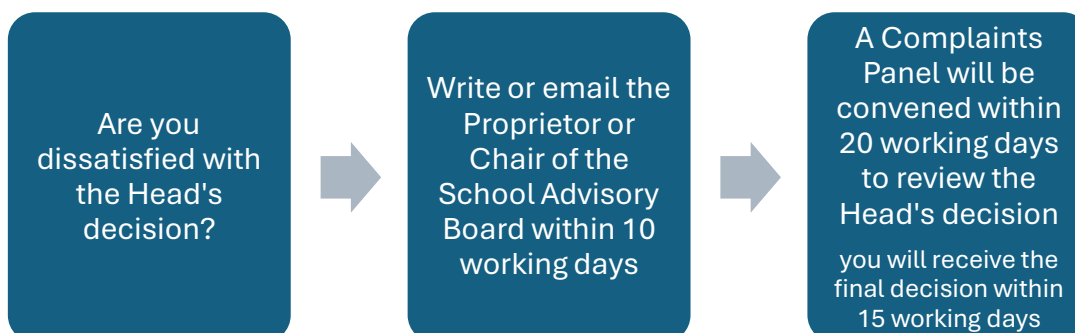 Are you
dissatisfied with
the Head's
decision?
Write or email the
Proprietor or
Chair of the
School Advisory
Board within 10
working days
A Complaints
Panel will be
convened within
20 working days
to review the
Head's decision
you will receive the
final decision within
15 working days